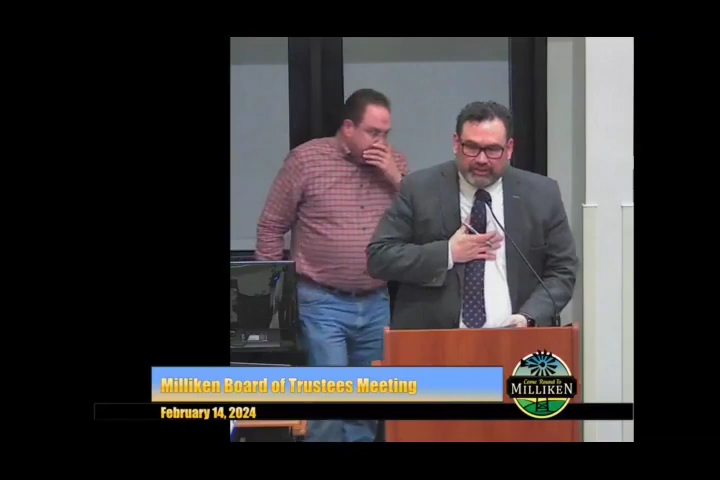 Milliken Board of Trustees Meeting
Come 'Round To
MILLIKEN
February 14, 2024